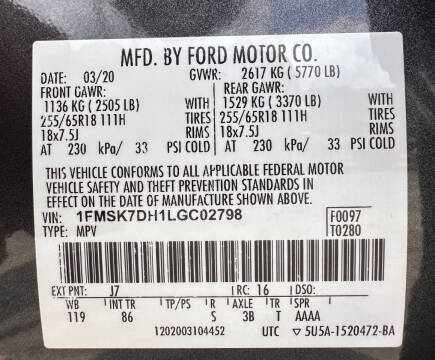 MFD. BY FORD MOTOR CO.
DATE: 03/20 GVWR: 2617 KG ( 5770 LB)
FRONT GAWR: REAR GAWR:
1136 KG ( 2505 LB) WITH 1529 KG ( 3370 LB) WITH
255/65R18 111H TIRES 255/65R18 111H TIRES
18x7.5J RIMS 18x7.5J RIMS
AT 230 kPa/ 33 PSI COLD AT 230 kPa/ 33 PSI COLD
THIS VEHICLE CONFORMS TO ALL APPLICABLE FEDERAL MOTOR
VEHICLE SAFETY AND THEFT PREVENTION STANDARDS IN
EFFECT ON THE DATE OF MANUFACTURE SHOWN ABOVE.
VIN: 1FMSK7DH1LGC02798 F0097
TYPE: MPV T0280
EXT PNT: J7 RC: 16 DSO:
WB INT TR TP/PS R AXLE TR SPR
119 86 S 3B T AAAA
1202003104452 UTC ▽ 5U5A-1520472-BA